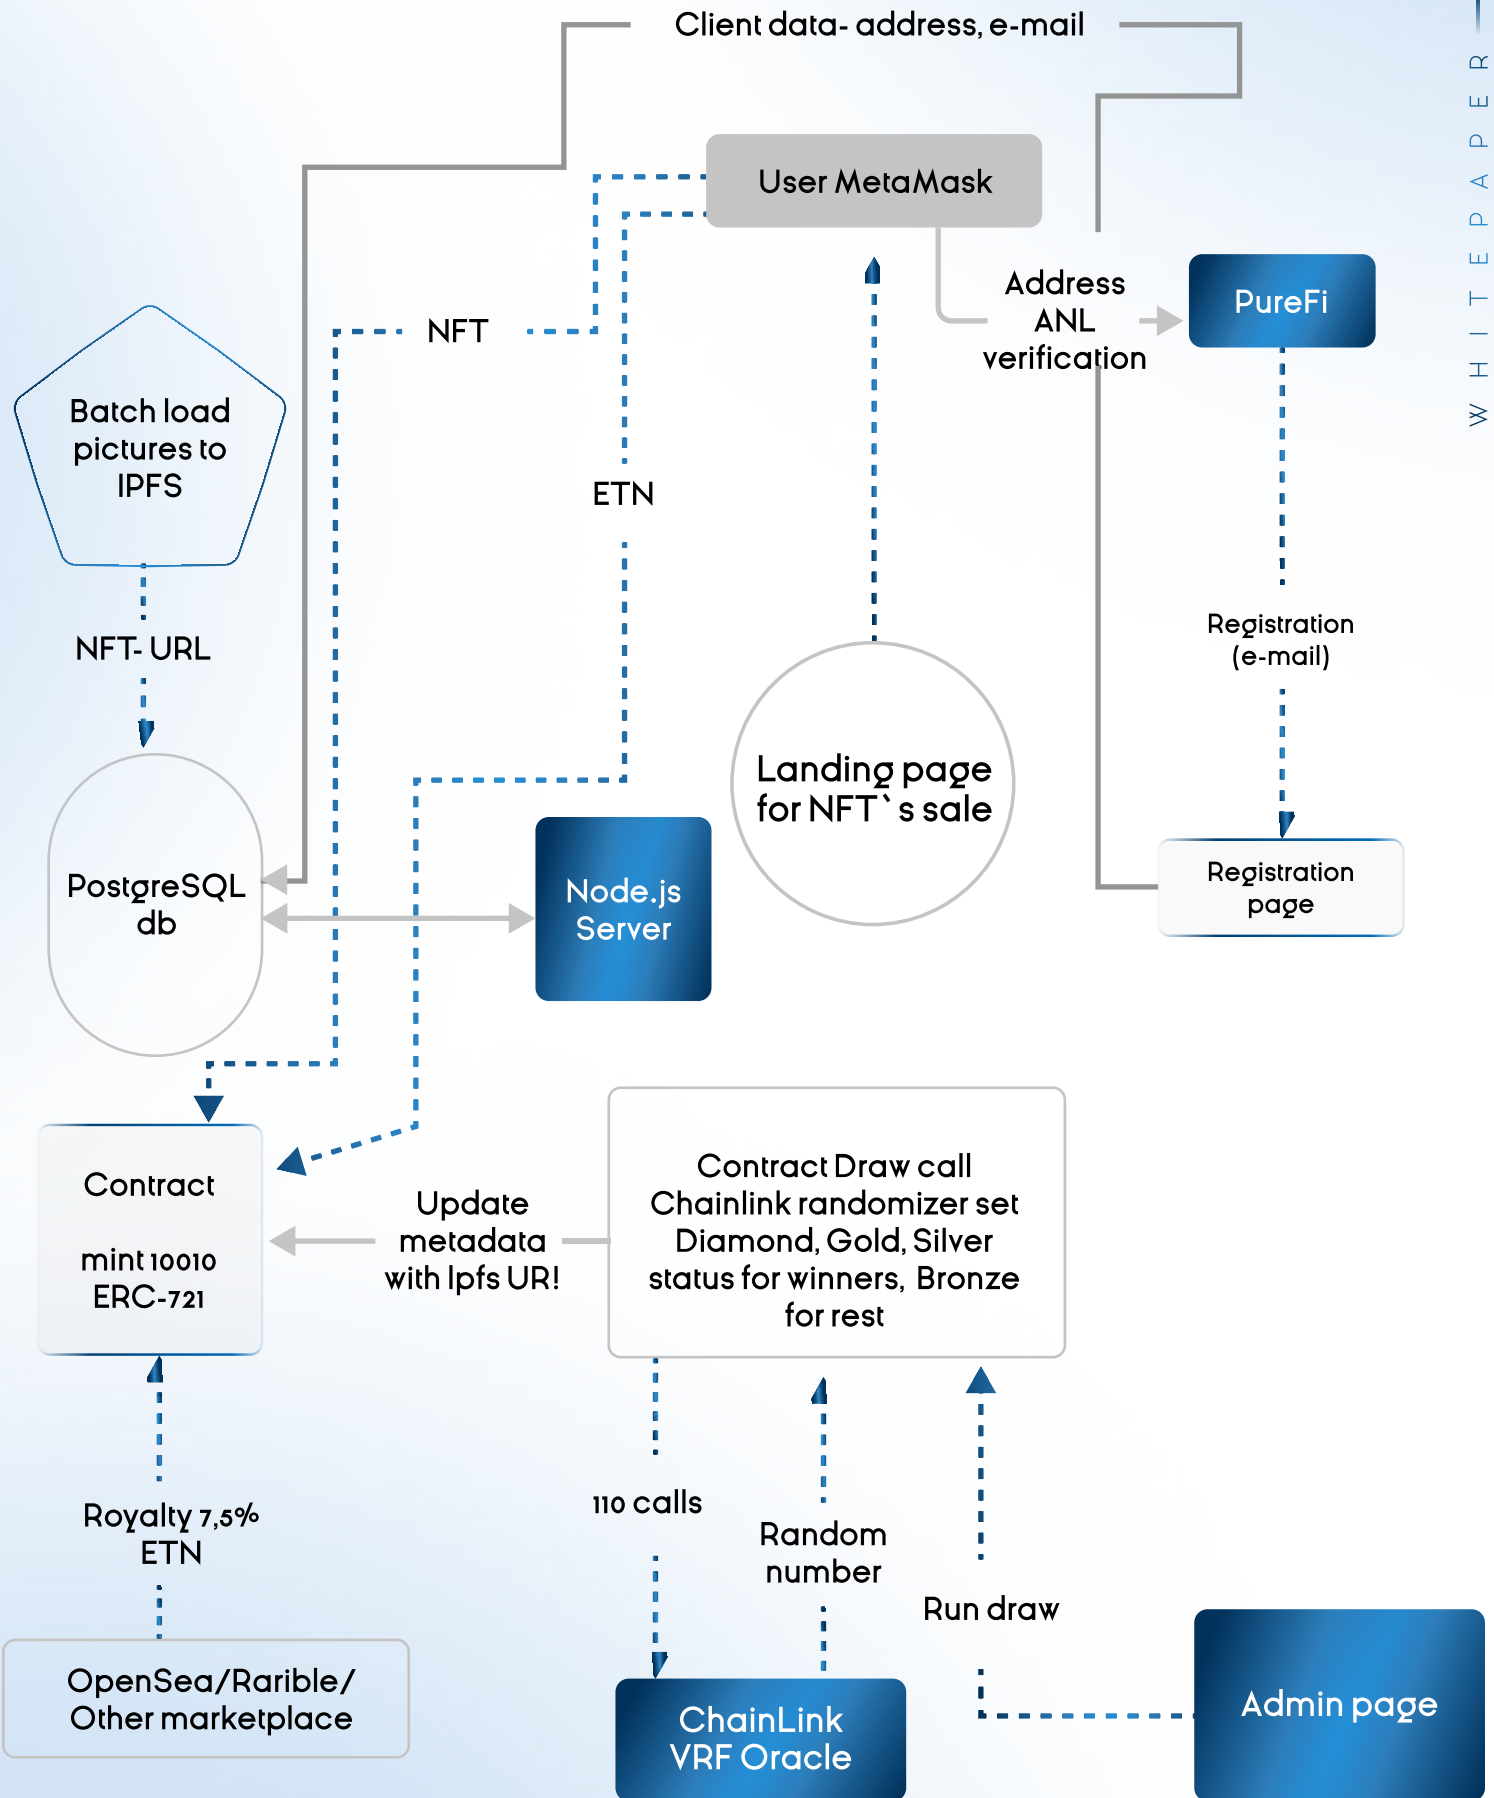 Client data- address, e-mail
WHITEPAPER
User MetaMask
Address
ANL
verification
PureFi
NFT
Batch load
pictures to
IPFS
ETN
NFT- URL
Registration
(e-mail)
Landing page
for NFT`s sale
PostgreSQL
db
Node.js
Server
Registration
page
Contract
mint 10010
ERC-721
Update
metadata
with Ipfs UR!
Contract Draw call
Chainlink randomizer set
Diamond, Gold, Silver
status for winners, Bronze
for rest
Royalty 7,5%
ETN
110 calls
Random
number
Run draw
OpenSea/Rarible/
Other marketplace
ChainLink
VRF Oracle
Admin page